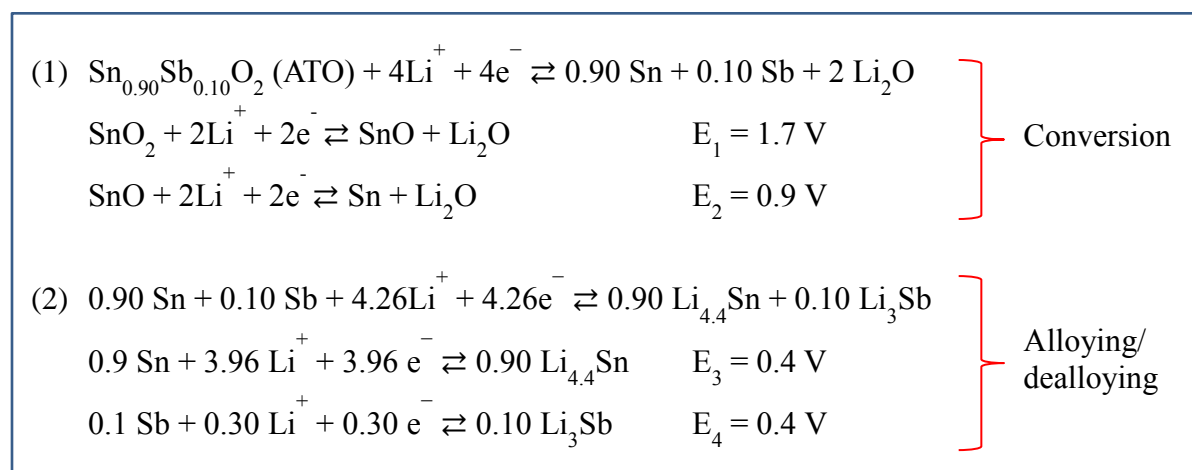 (1) Sn₀.₉₀Sb₀.₁₀O₂ (ATO) + 4Li⁺ + 4e⁻ ⇄ 0.90 Sn + 0.10 Sb + 2 Li₂O
SnO₂ + 2Li⁺ + 2e⁻ ⇄ SnO + Li₂O E₁ = 1.7 V
Conversion
SnO + 2Li⁺ + 2e⁻ ⇄ Sn + Li₂O E₂ = 0.9 V
(2) 0.90 Sn + 0.10 Sb + 4.26Li⁺ + 4.26e⁻ ⇄ 0.90 Li₄.₄Sn + 0.10 Li₃Sb
0.9 Sn + 3.96 Li⁺ + 3.96 e⁻ ⇄ 0.90 Li₄.₄Sn E₃ = 0.4 V
Alloying/
dealloying
0.1 Sb + 0.30 Li⁺ + 0.30 e⁻ ⇄ 0.10 Li₃Sb E₄ = 0.4 V